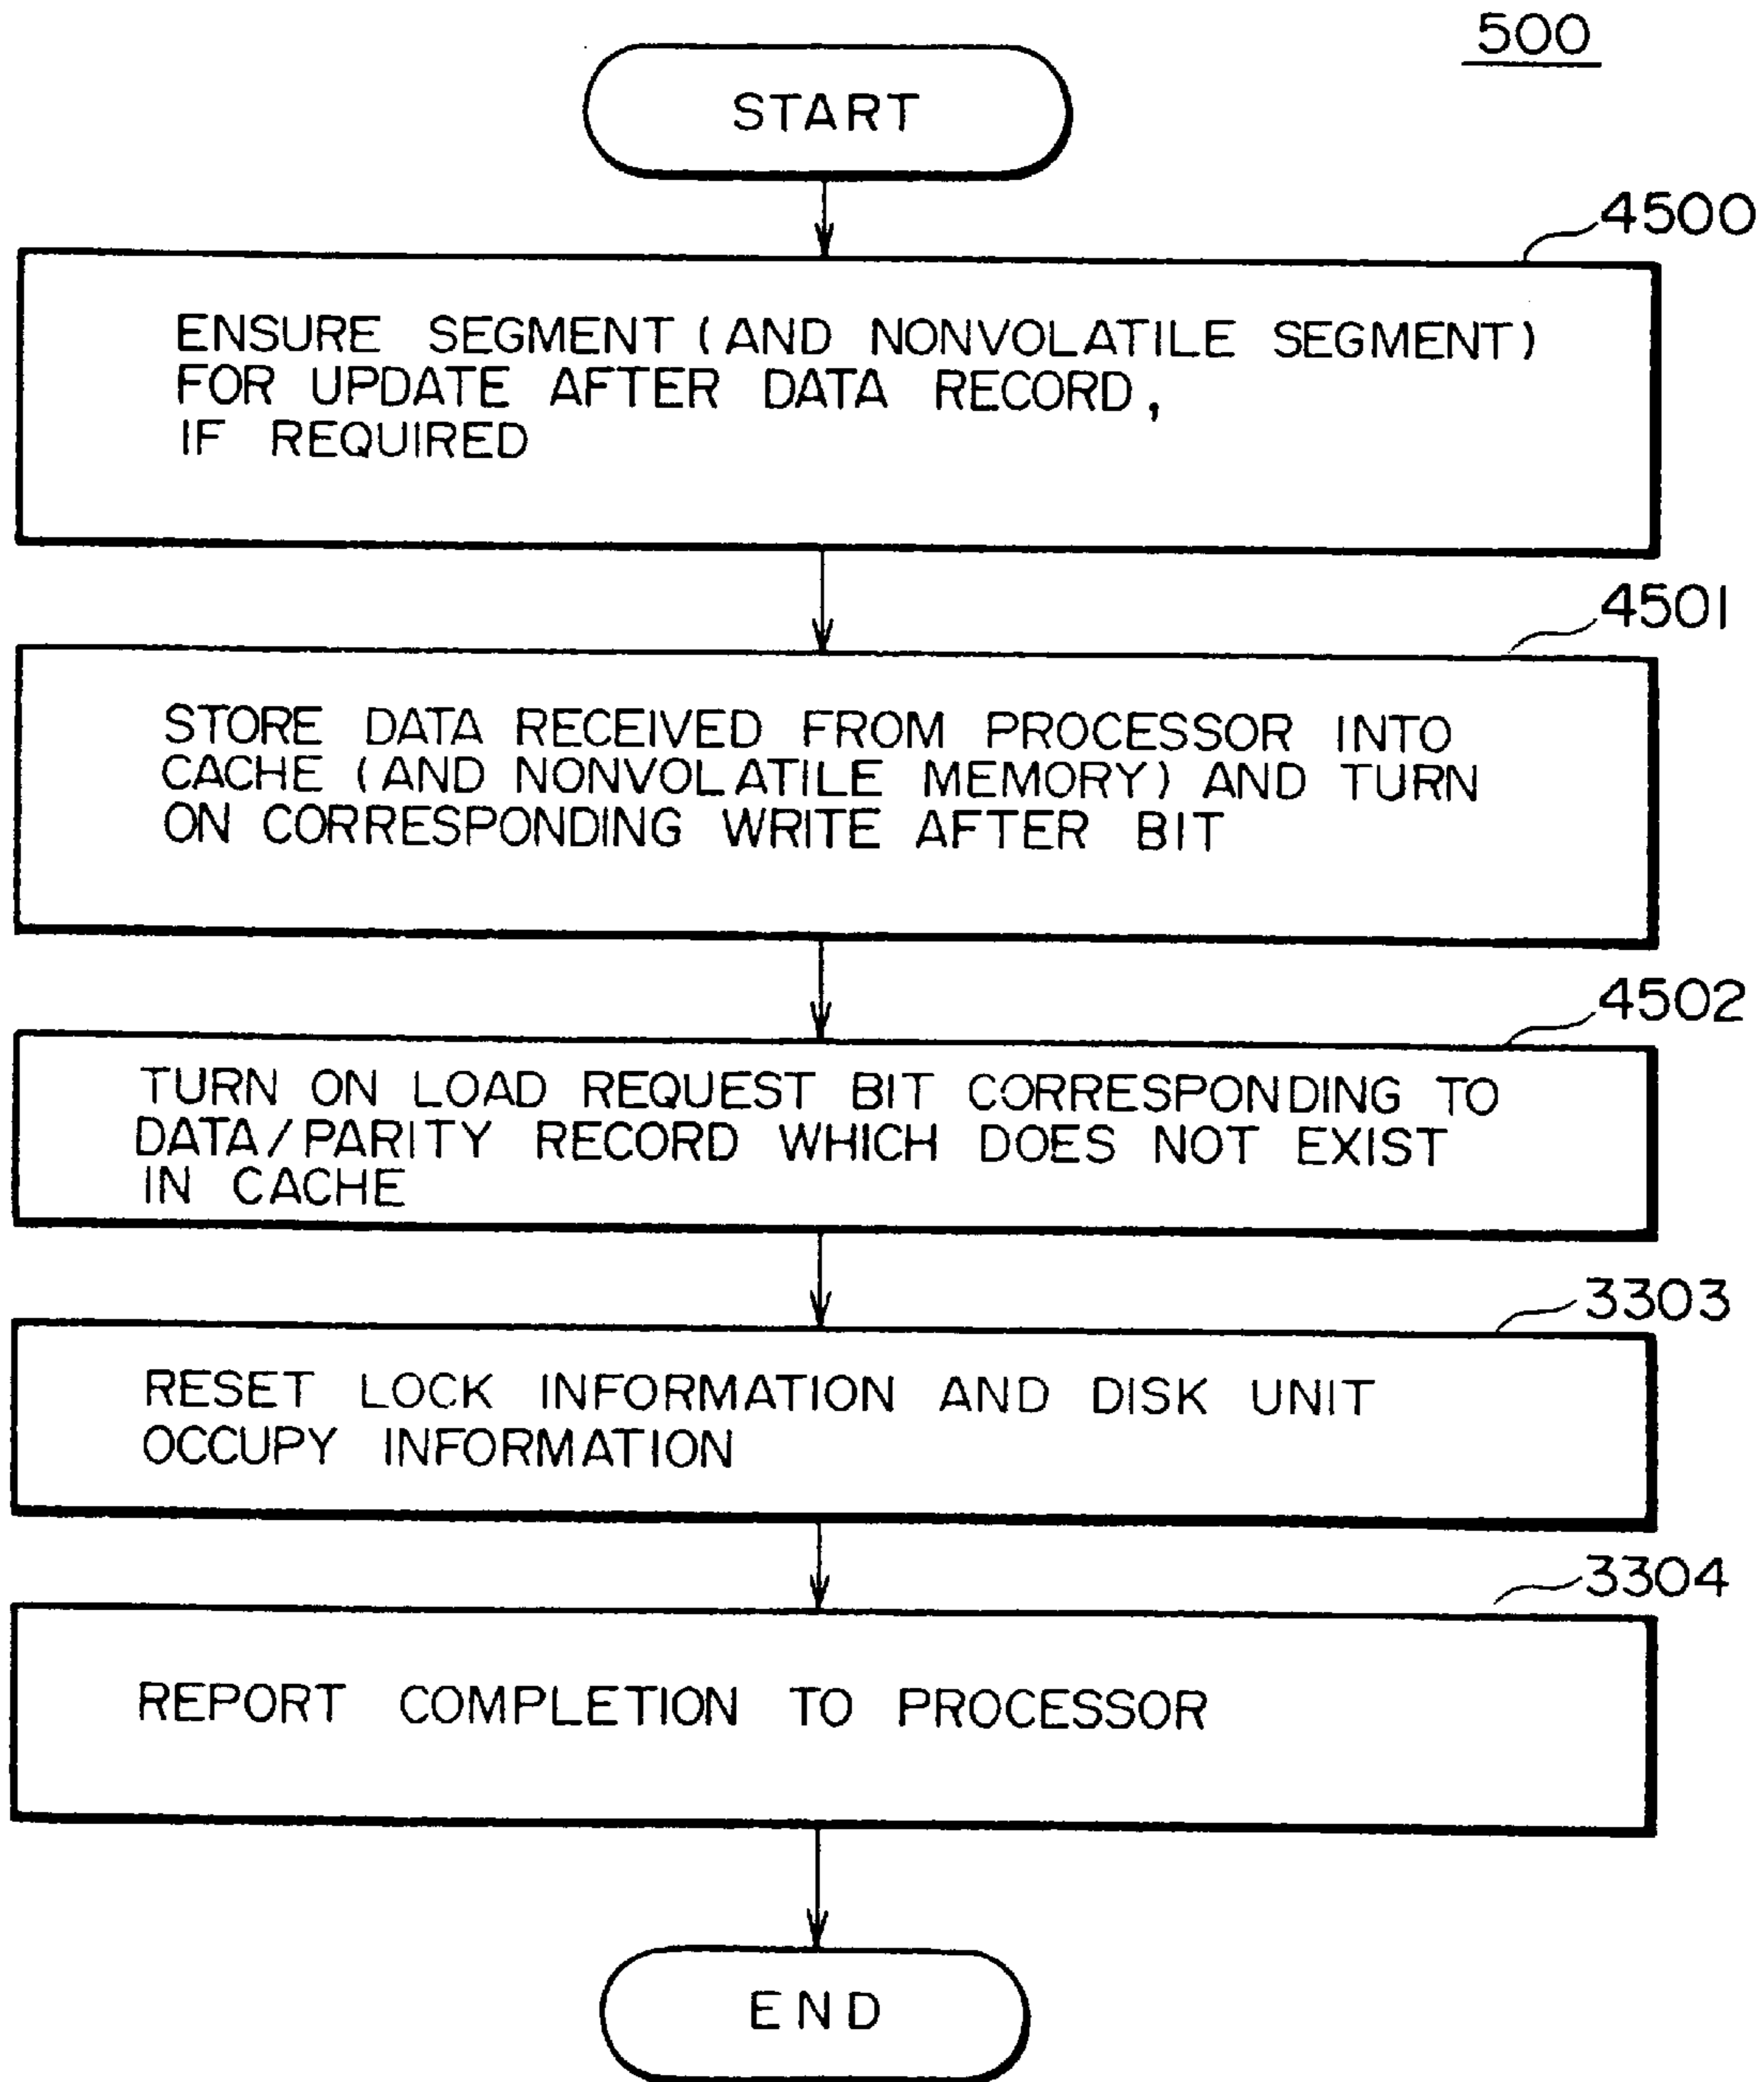 500
START
4500
ENSURE SEGMENT (AND NONVOLATILE SEGMENT)
FOR UPDATE AFTER DATA RECORD,
IF REQUIRED
4501
STORE DATA RECEIVED FROM PROCESSOR INTO
CACHE (AND NONVOLATILE MEMORY) AND TURN
ON CORRESPONDING WRITE AFTER BIT
4502
TURN ON LOAD REQUEST BIT CORRESPONDING TO
DATA/PARITY RECORD WHICH DOES NOT EXIST
IN CACHE
3303
RESET LOCK INFORMATION AND DISK UNIT
OCCUPY INFORMATION
3304
REPORT COMPLETION TO PROCESSOR
END